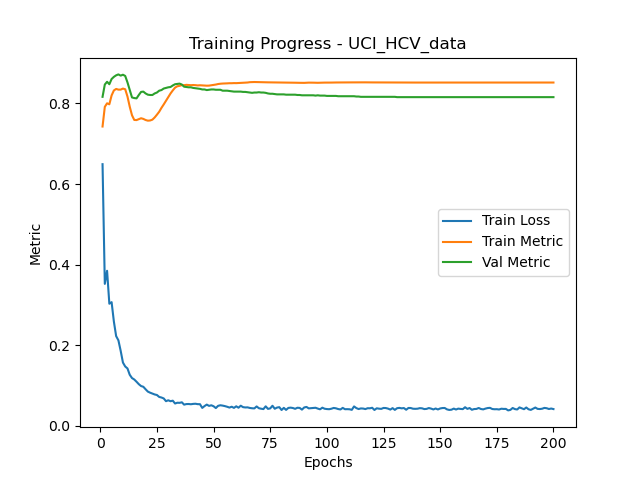 Training Progress - UCI_HCV_data
Metric
0.8
0.6
0.4
0.2
0.0
Train Loss
Train Metric
Val Metric
0
25
50
75
100
125
150
175
200
Epochs